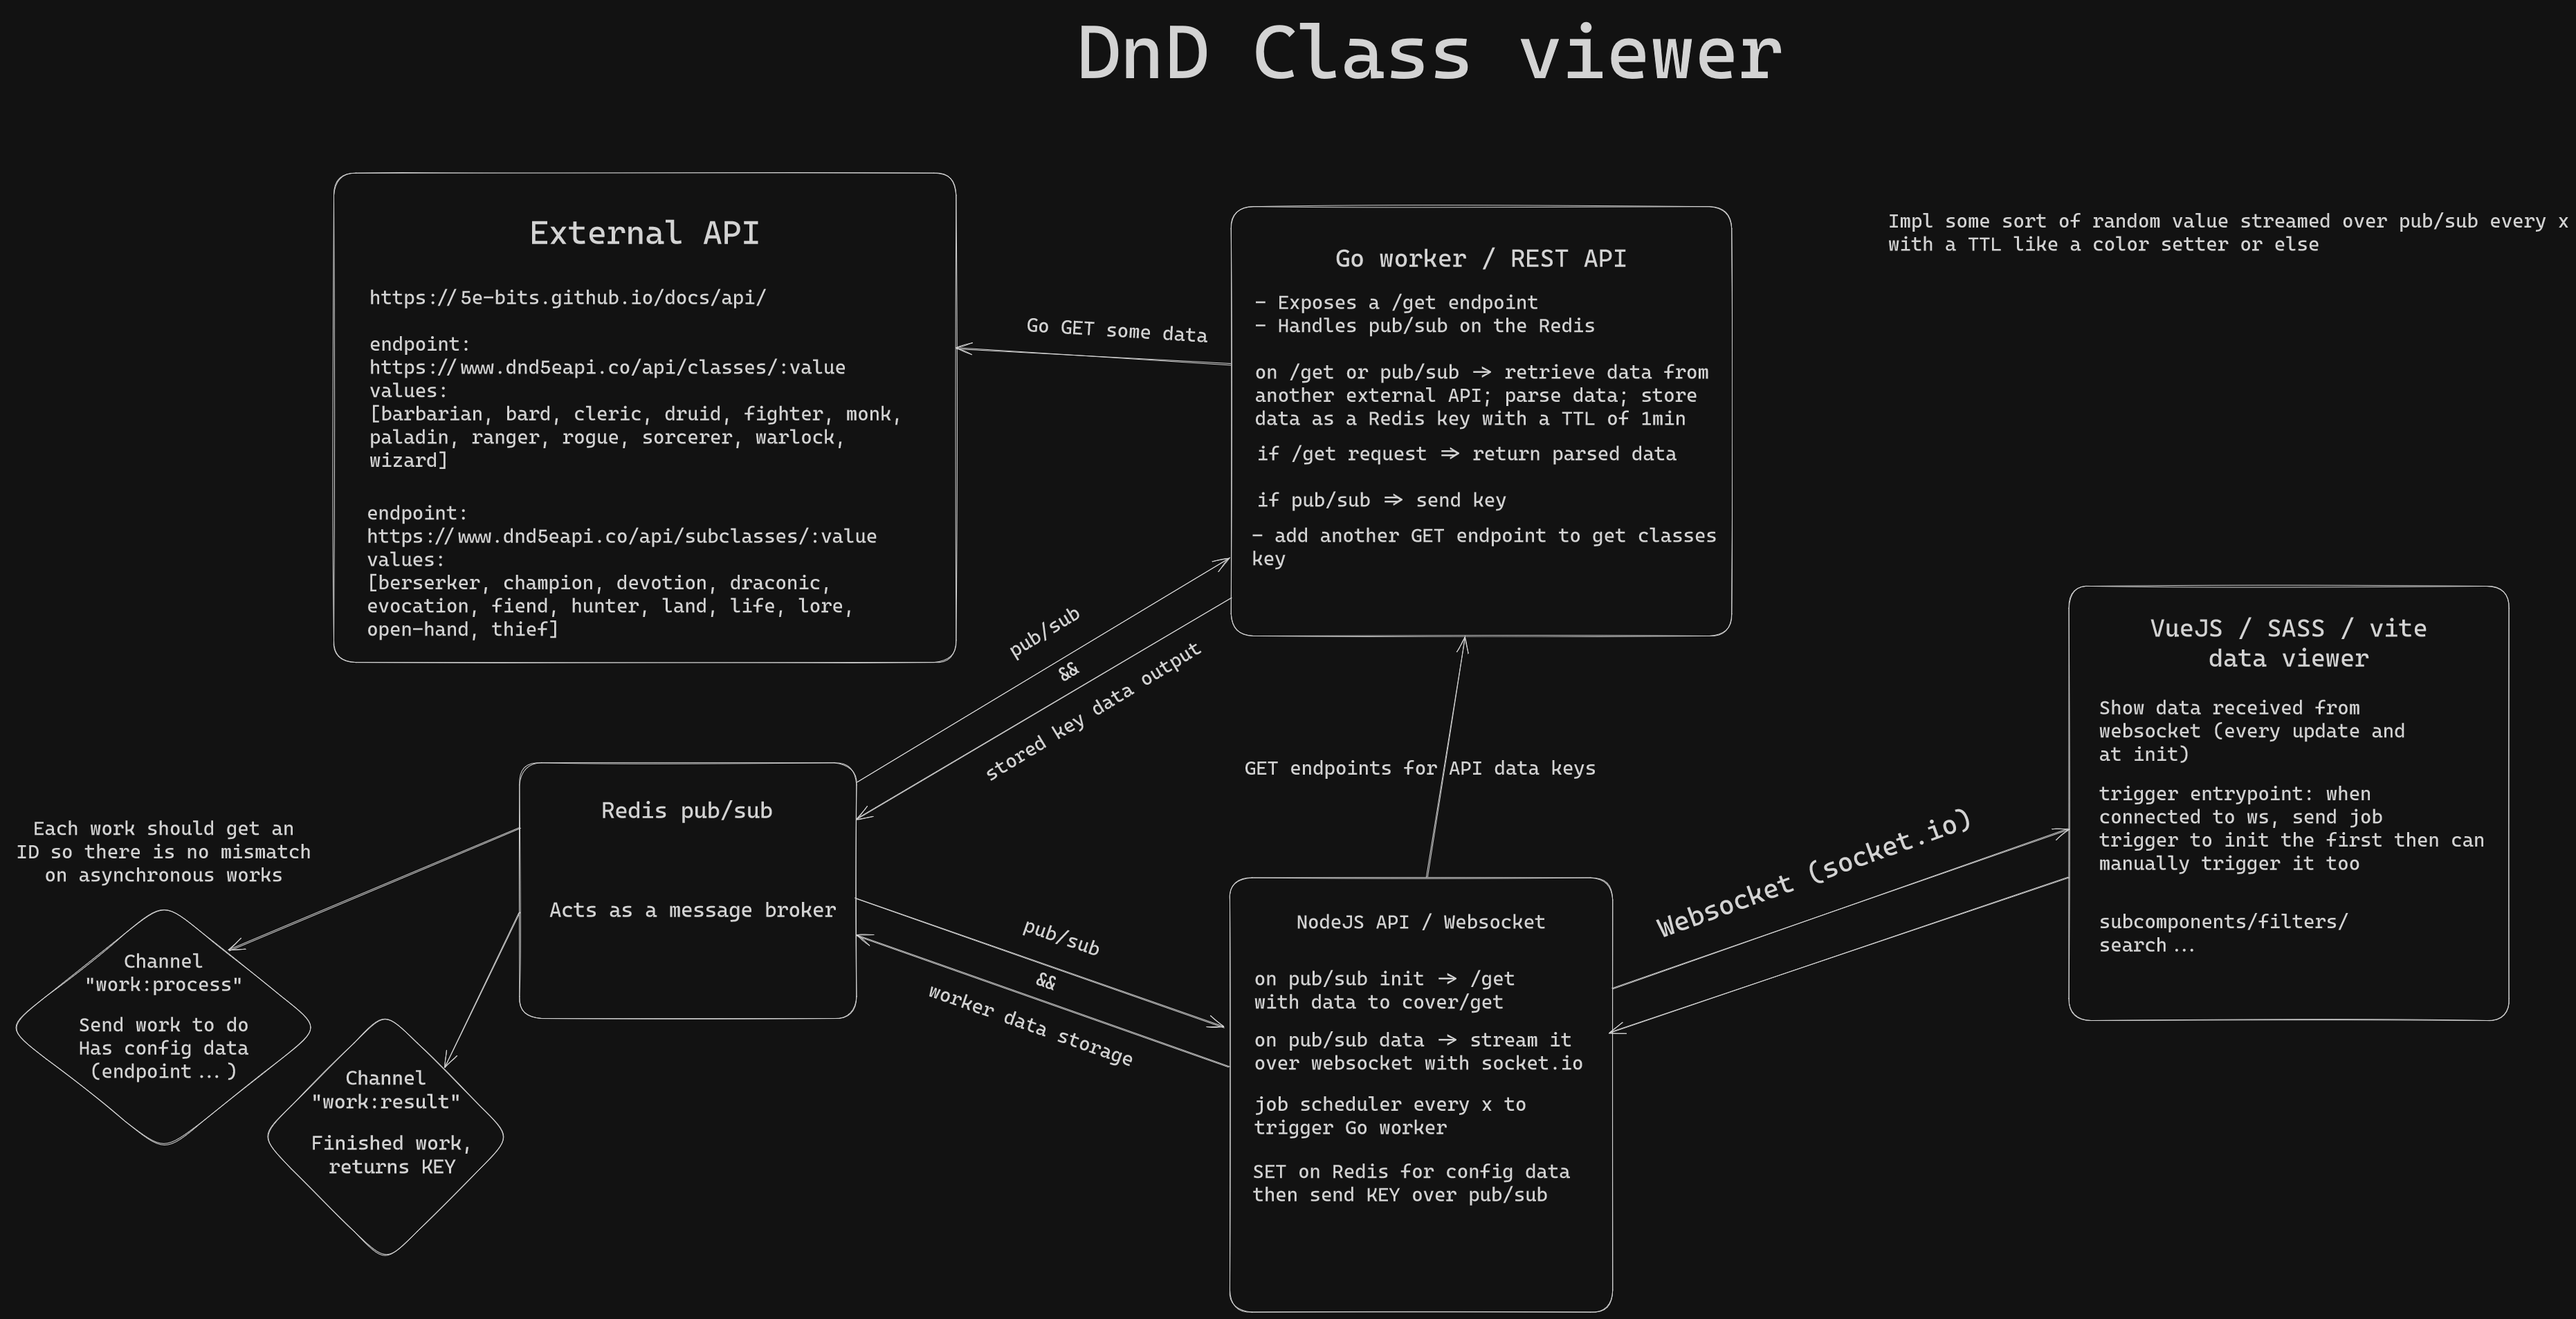 DnD Class viewer
External API
https://5e-bits.github.io/docs/api/
endpoint:
https://www.dnd5eapi.co/api/classes/:value
values:
[barbarian, bard, cleric, druid, fighter, monk,
paladin, ranger, rogue, sorcerer, warlock,
wizard]
endpoint:
https://www.dnd5eapi.co/api/subclasses/:value
values:
[berserker, champion, devotion, draconic,
evocation, fiend, hunter, land, life, lore,
open-hand, thief]
Go GET some data
Go worker / REST API
- Exposes a /get endpoint
- Handles pub/sub on the Redis
on /get or pub/sub -> retrieve data from
another external API; parse data; store
data as a Redis key with a TTL of 1min
if /get request => return parsed data
if pub/sub => send key
- add another GET endpoint to get classes
key
Impl some sort of random value streamed over pub/sub every x
with a TTL like a color setter or else
pub/sub
&&
stored key data output
GET endpoints for API data keys
VueJS / SASS / vite
data viewer
Show data received from
websocket (every update and
at init)
trigger entrypoint: when
connected to ws, send job
trigger to init the first then can
manually trigger it too
subcomponents/filters/
search...
Websocket (socket.io)
Redis pub/sub
Acts as a message broker
Each work should get an
ID so there is no mismatch
on asynchronous works
Channel
"work:process"
Send work to do
Has config data
(endpoint...)
Channel
"work:result"
Finished work,
returns KEY
pub/sub
&&
worker data storage
NodeJS API / Websocket
on pub/sub init -> /get
with data to cover/get
on pub/sub data -> stream it
over websocket with socket.io
job scheduler every x to
trigger Go worker
SET on Redis for config data
then send KEY over pub/sub